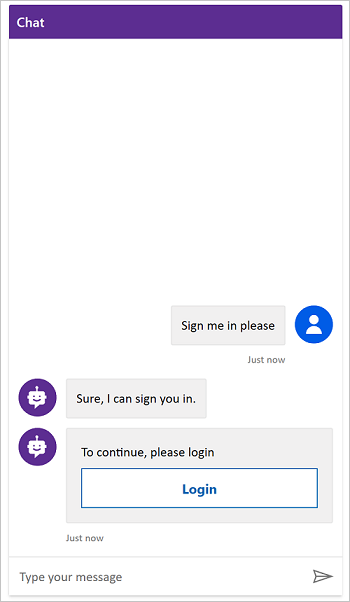 Chat
Sign me in please
Just now
Sure, I can sign you in.
To continue, please login
Login
Just now
Type your message